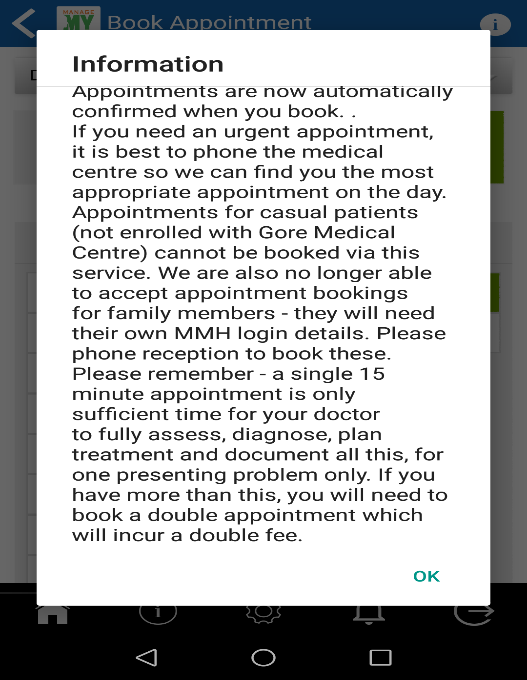 MANAGE
MY
Book Appointment
i
Information
Appointments are now automatically
confirmed when you book. .
If you need an urgent appointment,
it is best to phone the medical
centre so we can find you the most
appropriate appointment on the day.
Appointments for casual patients
(not enrolled with Gore Medical
Centre) cannot be booked via this
service. We are also no longer able
to accept appointment bookings
for family members - they will need
their own MMH login details. Please
phone reception to book these.
Please remember - a single 15
minute appointment is only
sufficient time for your doctor
to fully assess, diagnose, plan
treatment and document all this, for
one presenting problem only. If you
have more than this, you will need to
book a double appointment which
will incur a double fee.
OK